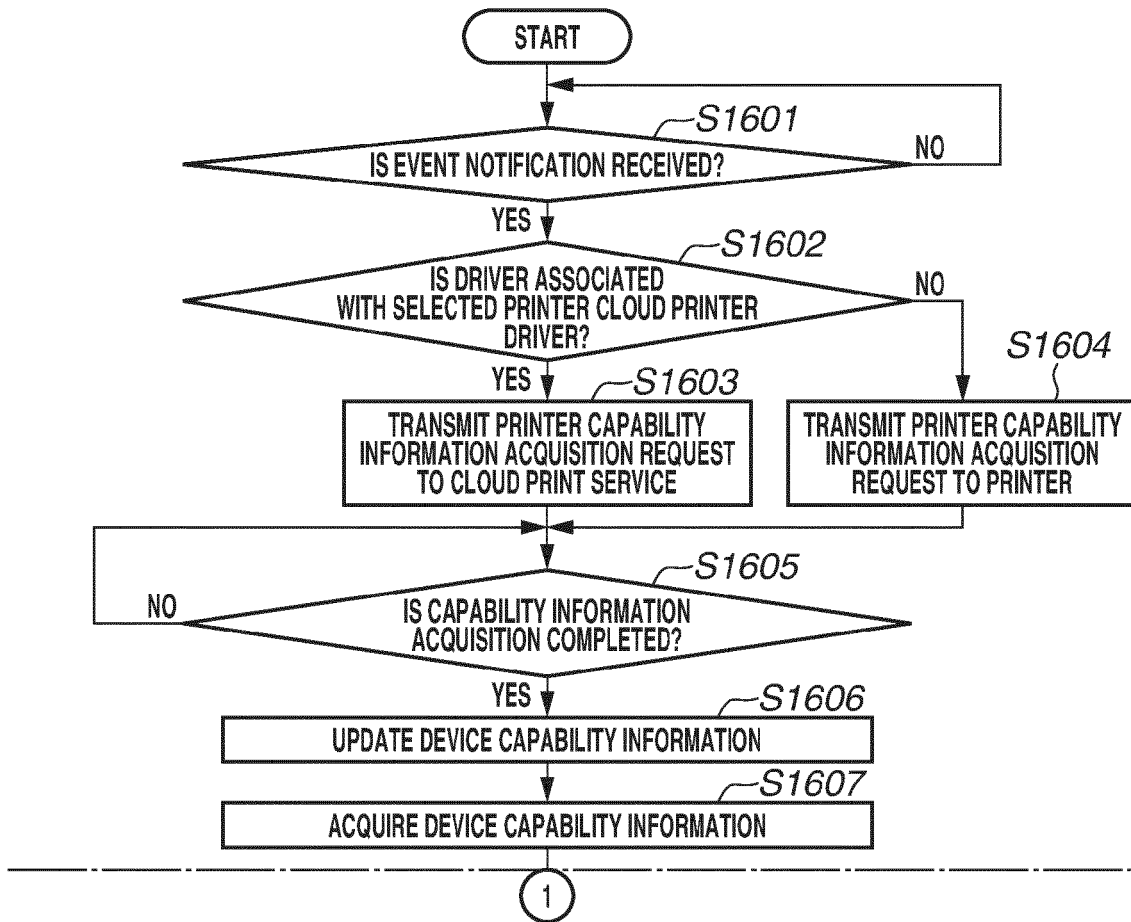 START
S1601
IS EVENT NOTIFICATION RECEIVED?
NO
YES
S1602
IS DRIVER ASSOCIATED
WITH SELECTED PRINTER CLOUD PRINTER
DRIVER?
NO
YES
S1603
TRANSMIT PRINTER CAPABILITY
INFORMATION ACQUISITION REQUEST
TO CLOUD PRINT SERVICE
S1604
TRANSMIT PRINTER CAPABILITY
INFORMATION ACQUISITION
REQUEST TO PRINTER
S1605
IS CAPABILITY INFORMATION
ACQUISITION COMPLETED?
NO
YES
S1606
UPDATE DEVICE CAPABILITY INFORMATION
S1607
ACQUIRE DEVICE CAPABILITY INFORMATION
1